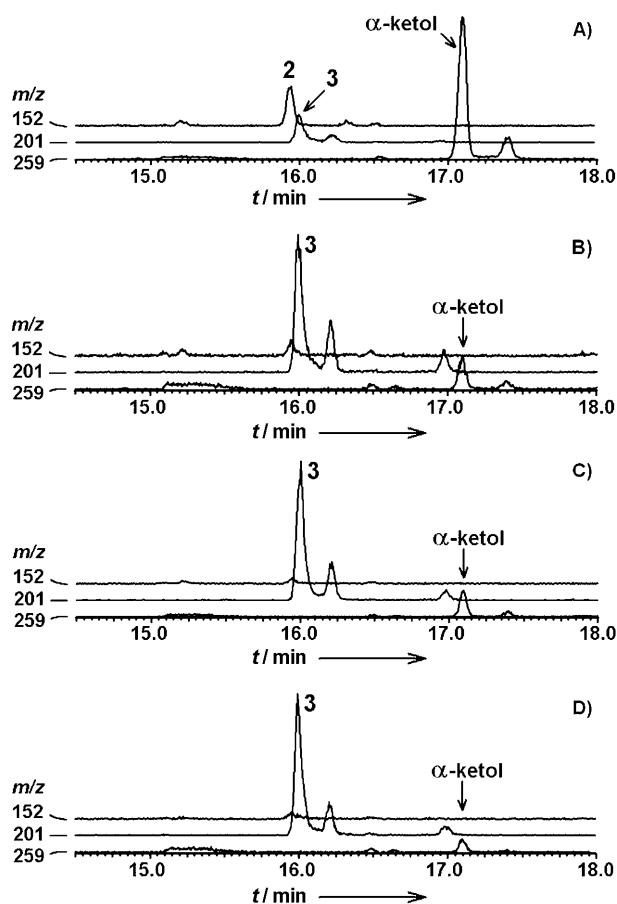 α-ketol
A)
2
3
m/z
152
201
259
15.0 16.0 17.0 18.0
t / min
B)
3
α-ketol
m/z
152
201
259
15.0 16.0 17.0 18.0
t / min
C)
3
α-ketol
m/z
152
201
259
15.0 16.0 17.0 18.0
t / min
D)
3
α-ketol
m/z
152
201
259
15.0 16.0 17.0 18.0
t / min